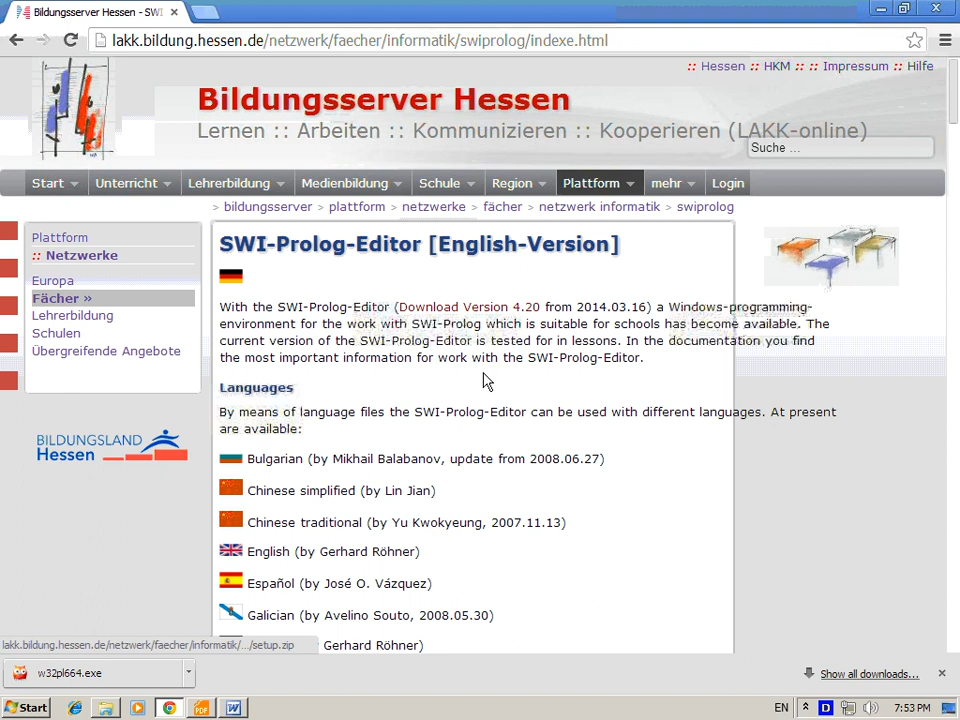 Bildungsserver Hessen - SWI
lakk.bildung.hessen.de/netzwerk/faecher/informatik/swiprolog/indexe.html
:: Hessen :: HKM :: :: Impressum :: Hilfe
Bildungsserver Hessen
Lernen :: Arbeiten :: Kommunizieren :: Kooperieren (LAKK-online)
Suche ...
Start Unterricht Lehrerbildung Medienbildung Schule Region Plattform mehr Login
> bildungsserver > plattform > netzwerke > fächer > netzwerk informatik > swiprolog
Plattform
:: Netzwerke
Europa
Fächer »
Lehrerbildung
Schulen
Übergreifende Angebote
BILDUNGSLAND
Hessen
SWI-Prolog-Editor [English-Version]
With the SWI-Prolog-Editor (Download Version 4.20 from 2014.03.16) a Windows-programming-
environment for the work with SWI-Prolog which is suitable for schools has become available. The
current version of the SWI-Prolog-Editor is tested for in lessons. In the documentation you find
the most important information for work with the SWI-Prolog-Editor.
Languages
By means of language files the SWI-Prolog-Editor can be used with different languages. At present
are available:
Bulgarian (by Mikhail Balabanov, update from 2008.06.27)
Chinese simplified (by Lin Jian)
Chinese traditional (by Yu Kwokyeung, 2007.11.13)
English (by Gerhard Röhner)
Español (by José O. Vázquez)
Galician (by Avelino Souto, 2008.05.30)
Gerhard Röhner)
lakk.bildung.hessen.de/netzwerk/faecher/informatik/.../setup.zip
w32pl664.exe
Show all downloads...
Start
PDF
W
EN
D
7:53 PM